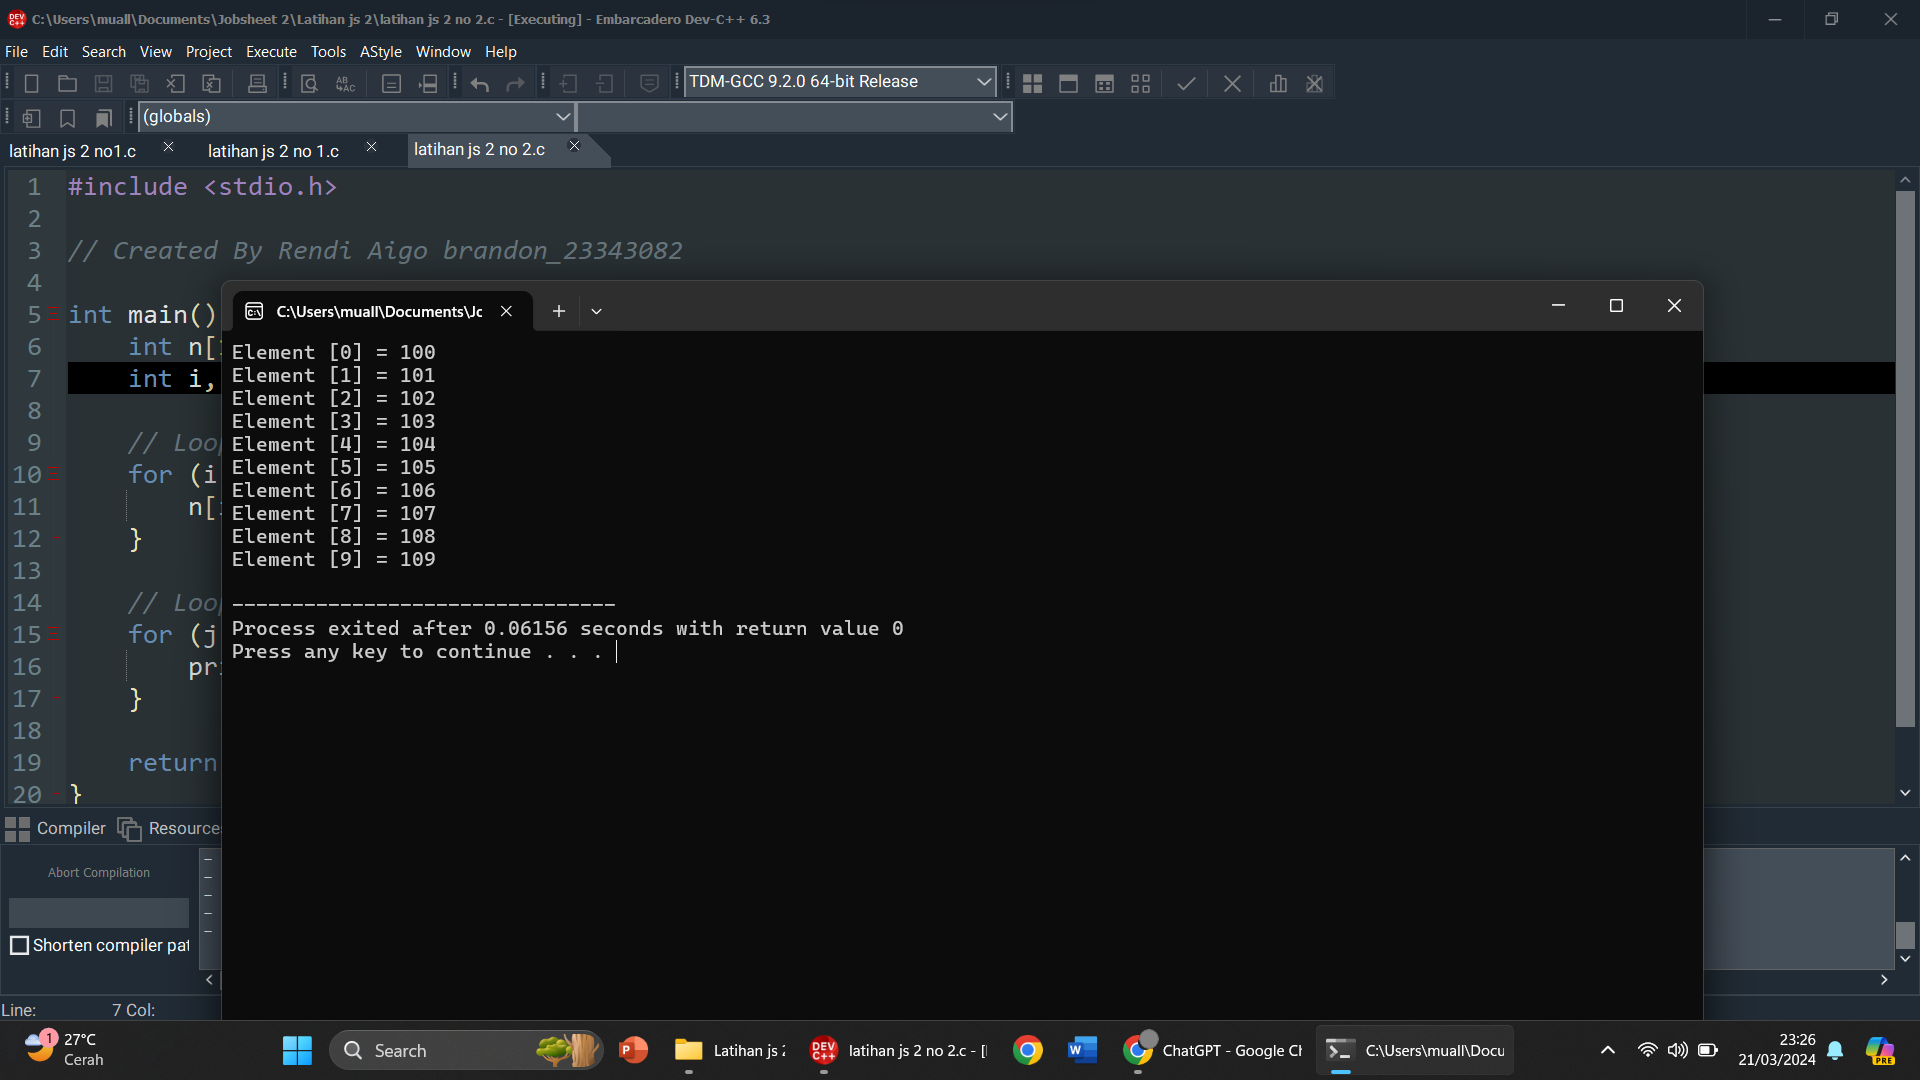 C:\Users\muall\Documents\Jobsheet 2\Latihan js 2\latihan js 2 no 2.c - [Executing] - Embarcadero Dev-C++ 6.3
File Edit Search View Project Execute Tools AStyle Window Help
TDM-GCC 9.2.0 64-bit Release
(globals)
latihan js 2 no1.c latihan js 2 no 1.c latihan js 2 no 2.c
1 #include <stdio.h>
2
3 // Created By Rendi Aigo brandon_23343082
4
5 int main()
6 int n[
7 int i,
8
9 // Loo
10 for (i
11 n[
12 }
13
14 // Loo
15 for (j
16 pri
17 }
18
19 return
20 }
C:\Users\muall\Documents\Jc
Element [0] = 100
Element [1] = 101
Element [2] = 102
Element [3] = 103
Element [4] = 104
Element [5] = 105
Element [6] = 106
Element [7] = 107
Element [8] = 108
Element [9] = 109
--------------------------------
Process exited after 0.06156 seconds with return value 0
Press any key to continue . . .
Compiler Resource
Abort Compilation
Shorten compiler pat
Line: 7 Col:
1 27°C
Cerah
Search
Latihan js 2
DEV C++ latihan js 2 no 2.c - [
ChatGPT - Google Ch
C:\Users\muall\Docu
23:26
21/03/2024
PRE